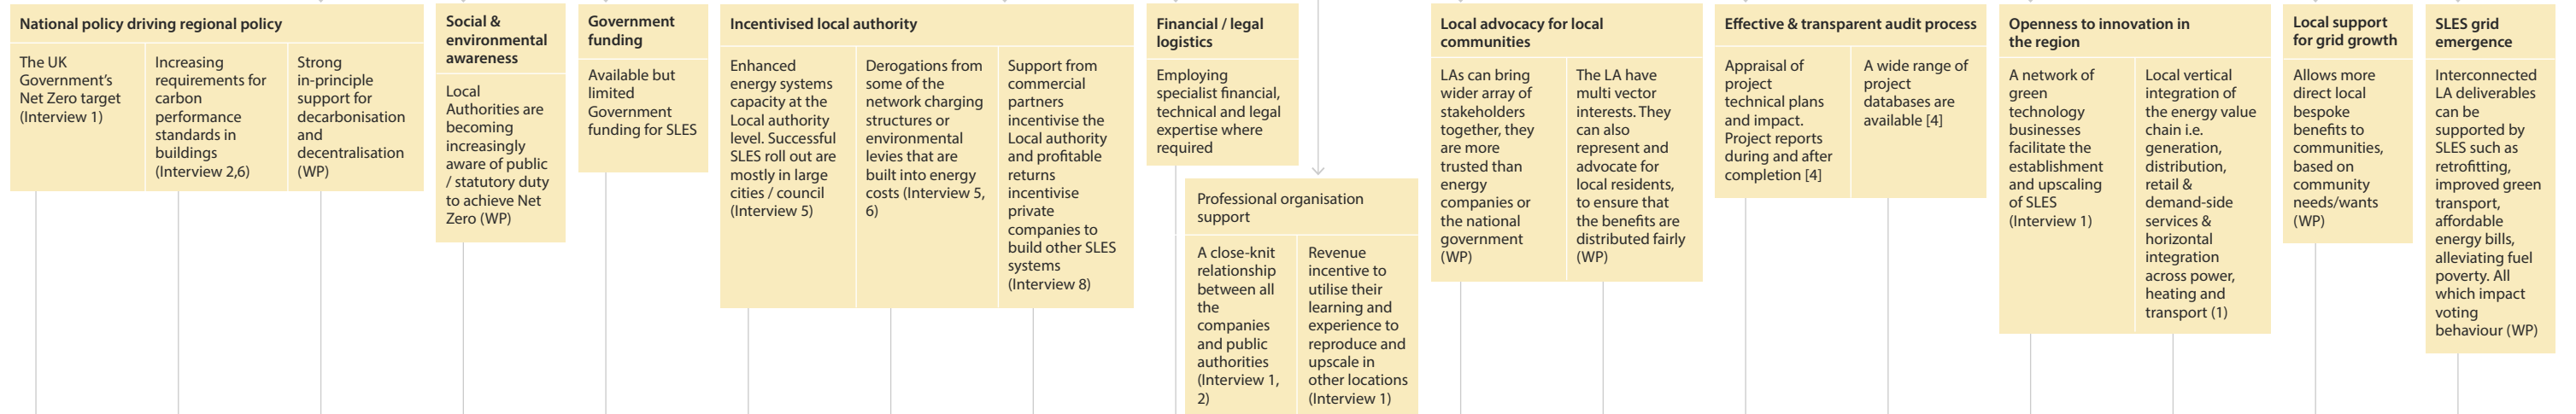 National policy driving regional policy
The UK
Government's
Net Zero target
(Interview 1)
Increasing
requirements for
carbon
performance
standards in
buildings
(Interview 2,6)
Strong
in-principle
support for
decarbonisation
and
decentralisation
(WP)
Social &
environmental
awareness
Local
Authorities are
becoming
increasingly
aware of public
/ statutory duty
to achieve Net
Zero (WP)
Government
funding
Available but
limited
Government
funding for SLES
Incentivised local authority
Enhanced
energy systems
capacity at the
Local authority
level. Successful
SLES roll out are
mostly in large
cities / council
(Interview 5)
Derogations from
some of the
network charging
structures or
environmental
levies that are
built into energy
costs (Interview 5,
6)
Support from
commercial
partners
incentivise the
Local authority
and profitable
returns
incentivise
private
companies to
build other SLES
systems
(Interview 8)
Financial / legal
logistics
Employing
specialist financial,
technical and legal
expertise where
required
Professional organisation
support
A close-knit
relationship
between all
the
companies
and public
authorities
(Interview 1,
2)
Revenue
incentive to
utilise their
learning and
experience to
reproduce and
upscale in
other locations
(Interview 1)
Local advocacy for local
communities
LAs can bring
wider array of
stakeholders
together, they
are more
trusted than
energy
companies or
the national
government
(WP)
The LA have
multi vector
interests. They
can also
represent and
advocate for
local residents,
to ensure that
the benefits are
distributed fairly
(WP)
Effective & transparent audit process
Appraisal of
project
technical plans
and impact.
Project reports
during and after
completion [4]
A wide range of
project
databases are
available [4]
Openness to innovation in
the region
A network of
green
technology
businesses
facilitate the
establishment
and upscaling
of SLES
(Interview 1)
Local vertical
integration of
the energy value
chain i.e.
generation,
distribution,
retail &
demand-side
services &
horizontal
integration
across power,
heating and
transport (1)
Local support
for grid growth
Allows more
direct local
bespoke
benefits to
communities,
based on
community
needs/wants
(WP)
SLES grid
emergence
Interconnected
LA deliverables
can be
supported by
SLES such as
retrofitting,
improved green
transport,
affordable
energy bills,
alleviating fuel
poverty. All
which impact
voting
behaviour (WP)